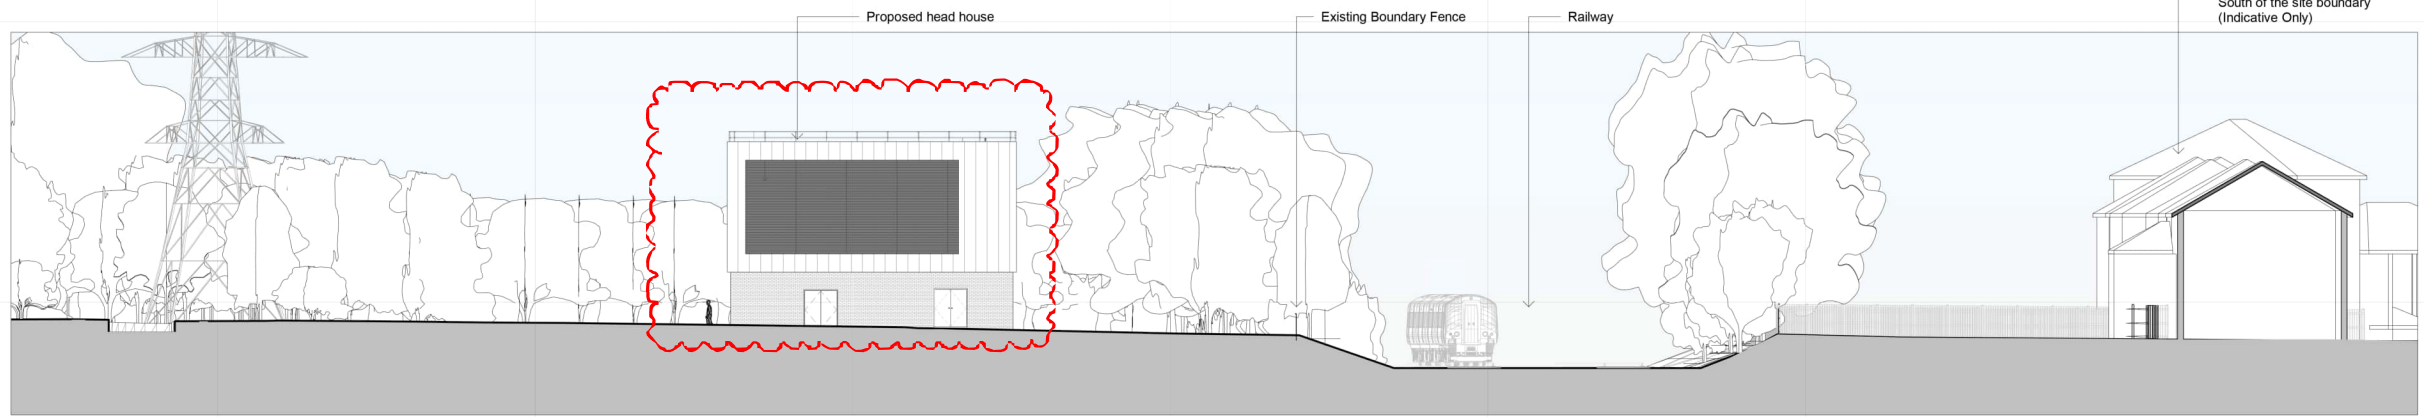 Proposed head house
Existing Boundary Fence
Railway
South of the site boundary
(Indicative Only)